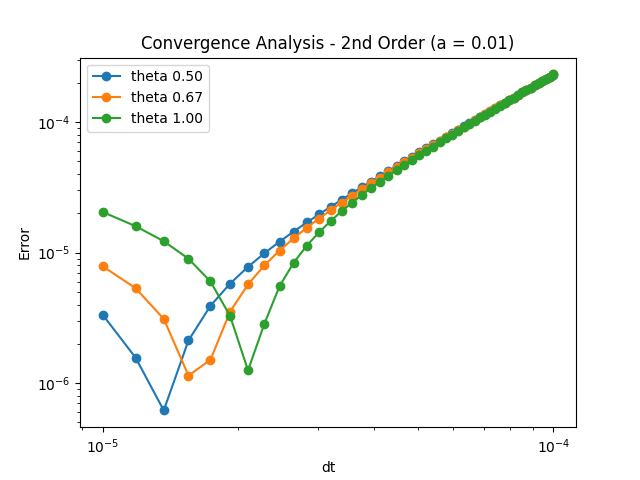 Convergence Analysis - 2nd Order (a = 0.01)
theta 0.50
theta 0.67
theta 1.00
10⁻⁴
10⁻⁵
10⁻⁶
Error
10⁻⁵
10⁻⁴
dt